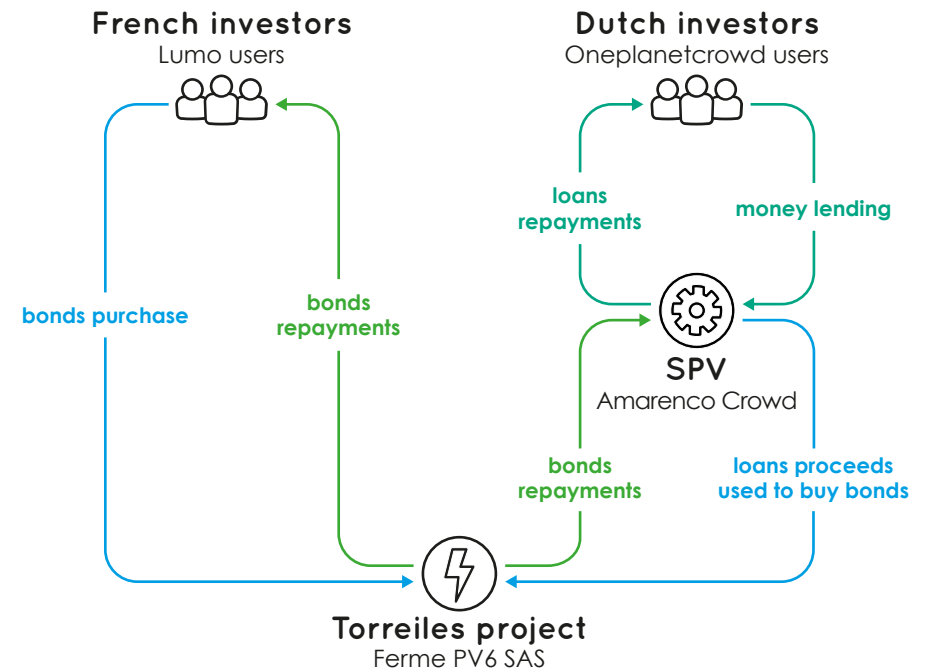 French investors
Lumo users
Dutch investors
Oneplanetcrowd users
loans
repayments
money lending
bonds purchase
bonds
repayments
SPV
Amarenco Crowd
bonds
repayments
loans proceeds
used to buy bonds
Torreiles project
Ferme PV6 SAS